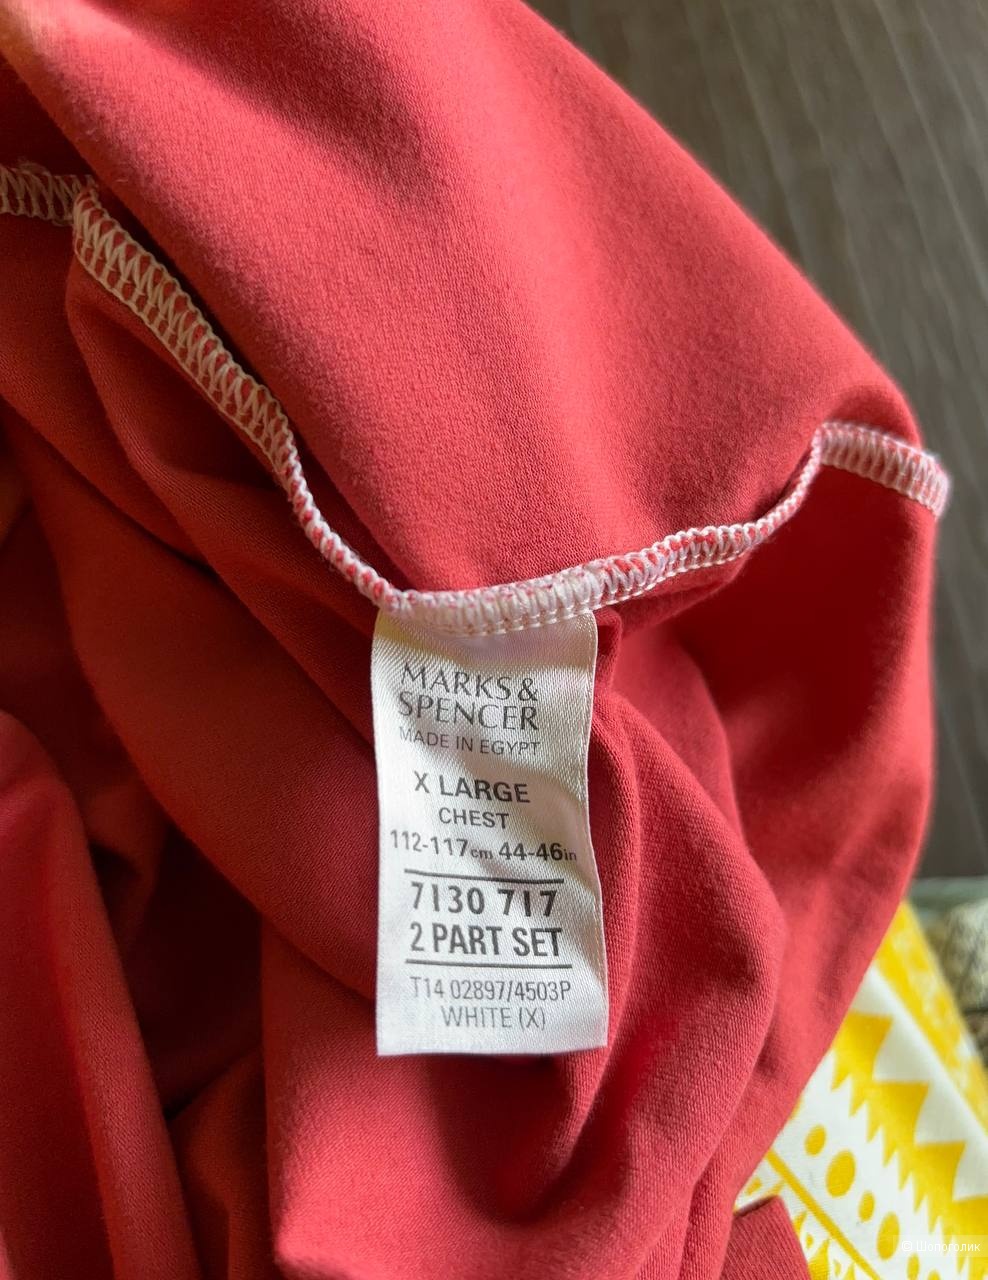 MARKS &
SPENCER
MADE IN EGYPT
X LARGE
CHEST
112-117cm 44-46in
7130 717
2 PART SET
T14 02897/4503P
WHITE (X)
Шопоголик